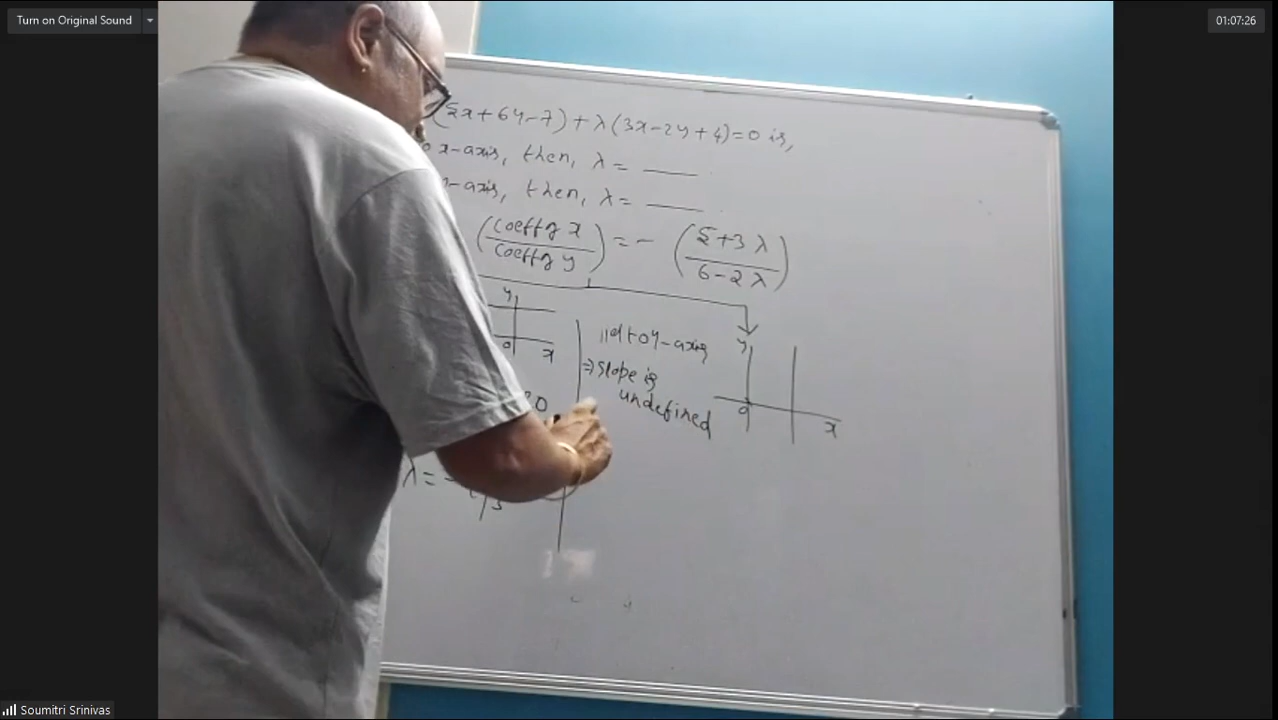 Turn on Original Sound
01:07:26
(5x+6y-7)+λ(3x-2y+4)=0 is,
x-axis, then, λ =
-axis, then, λ =
(coeff of x / coeff of y) = - (5+3λ / 6-2λ)
y
0 x
||el to y-axis
⇒ slope is
undefined
y
0
x
λ = -
3
Soumitri Srinivas